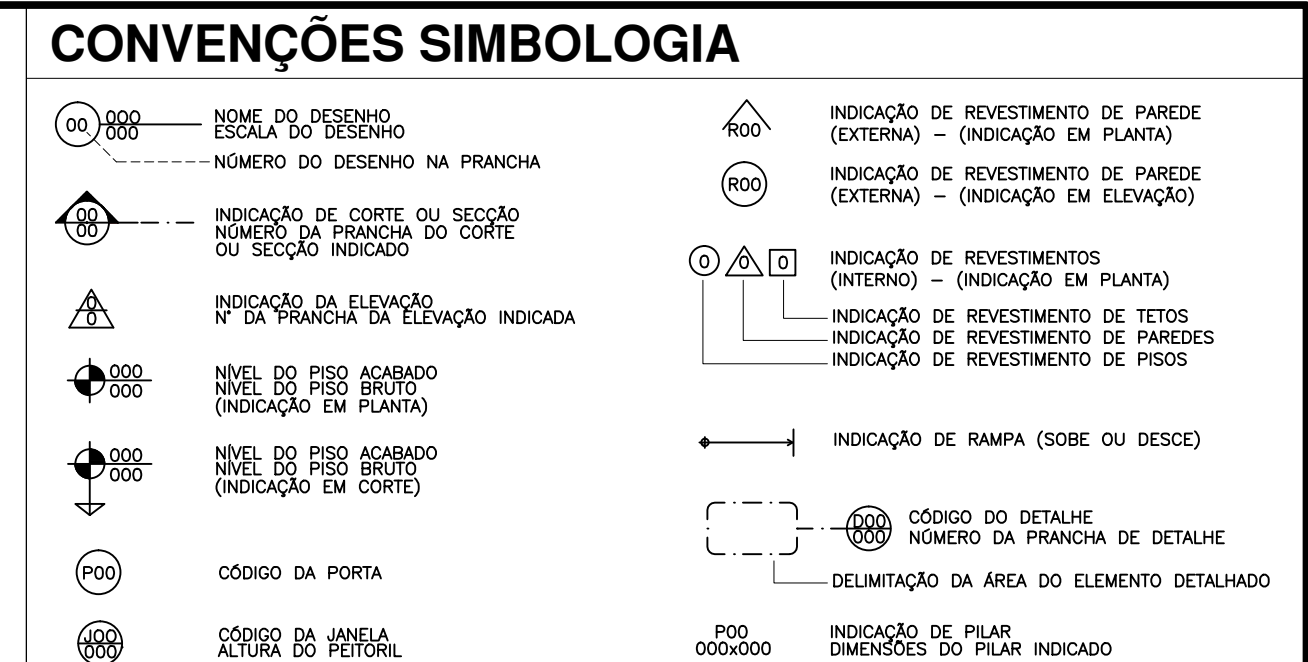 CONVENÇÕES SIMBOLOGIA
00 000 NOME DO DESENHO
000 ESCALA DO DESENHO
NÚMERO DO DESENHO NA PRANCHA
00 INDICAÇÃO DE CORTE OU SECÇÃO
00 NÚMERO DA PRANCHA DO CORTE
OU SECÇÃO INDICADO
0 INDICAÇÃO DA ELEVAÇÃO
0 N° DA PRANCHA DA ELEVAÇÃO INDICADA
000 NÍVEL DO PISO ACABADO
000 NÍVEL DO PISO BRUTO
(INDICAÇÃO EM PLANTA)
000 NÍVEL DO PISO ACABADO
000 NÍVEL DO PISO BRUTO
(INDICAÇÃO EM CORTE)
P00 CÓDIGO DA PORTA
J00 CÓDIGO DA JANELA
000 ALTURA DO PEITORIL
R00 INDICAÇÃO DE REVESTIMENTO DE PAREDE
(EXTERNA) – (INDICAÇÃO EM PLANTA)
R00 INDICAÇÃO DE REVESTIMENTO DE PAREDE
(EXTERNA) – (INDICAÇÃO EM ELEVAÇÃO)
0 0 0 INDICAÇÃO DE REVESTIMENTOS
(INTERNO) – (INDICAÇÃO EM PLANTA)
INDICAÇÃO DE REVESTIMENTO DE TETOS
INDICAÇÃO DE REVESTIMENTO DE PAREDES
INDICAÇÃO DE REVESTIMENTO DE PISOS
INDICAÇÃO DE RAMPA (SOBE OU DESCE)
D00 CÓDIGO DO DETALHE
000 NÚMERO DA PRANCHA DE DETALHE
DELIMITAÇÃO DA ÁREA DO ELEMENTO DETALHADO
P00 INDICAÇÃO DE PILAR
000x000 DIMENSÕES DO PILAR INDICADO